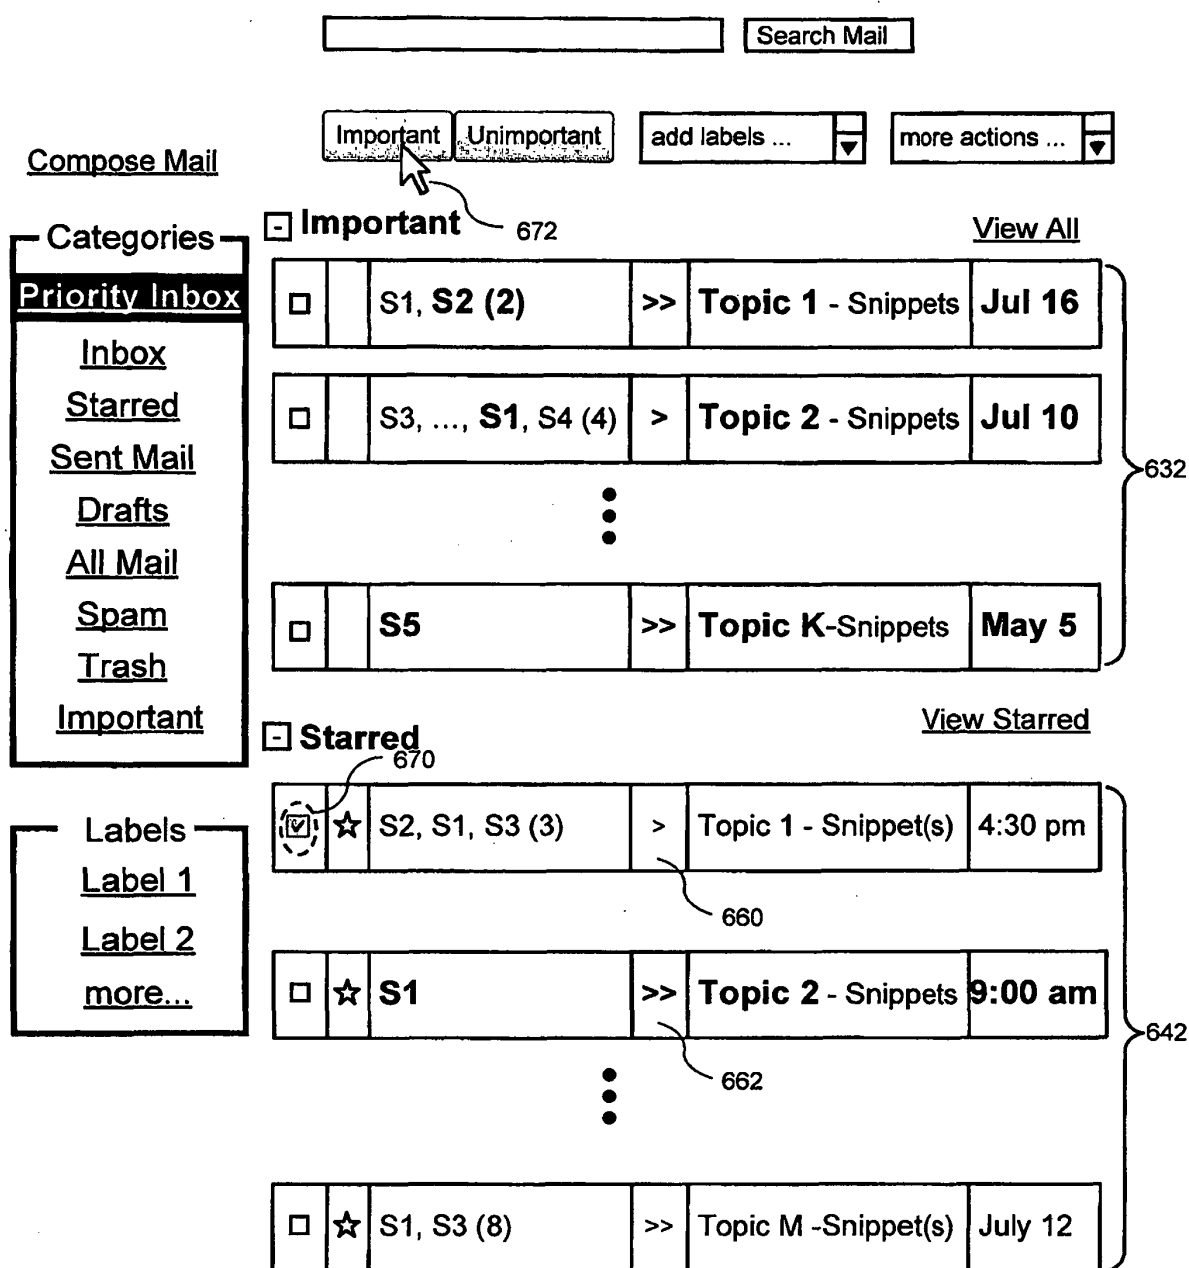 Search Mail
Important Unimportant add labels ... more actions ...
Compose Mail
672
Categories
Priority Inbox
Inbox
Starred
Sent Mail
Drafts
All Mail
Spam
Trash
Important
Labels
Label 1
Label 2
more...
- Important View All
S1, S2 (2) >> Topic 1 - Snippets Jul 16
S3, ..., S1, S4 (4) > Topic 2 - Snippets Jul 10
632
S5 >> Topic K-Snippets May 5
- Starred View Starred
670
S2, S1, S3 (3) > Topic 1 - Snippet(s) 4:30 pm
660
S1 >> Topic 2 - Snippets 9:00 am
642
662
S1, S3 (8) >> Topic M -Snippet(s) July 12